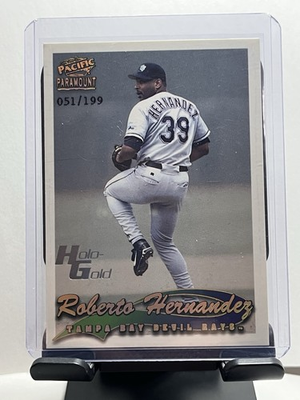 PACIFIC
PARAMOUNT
051/199
HERNANDEZ
39
Holo-
Gold
Roberto Hernandez
TAMPA BAY DEVIL RAYS